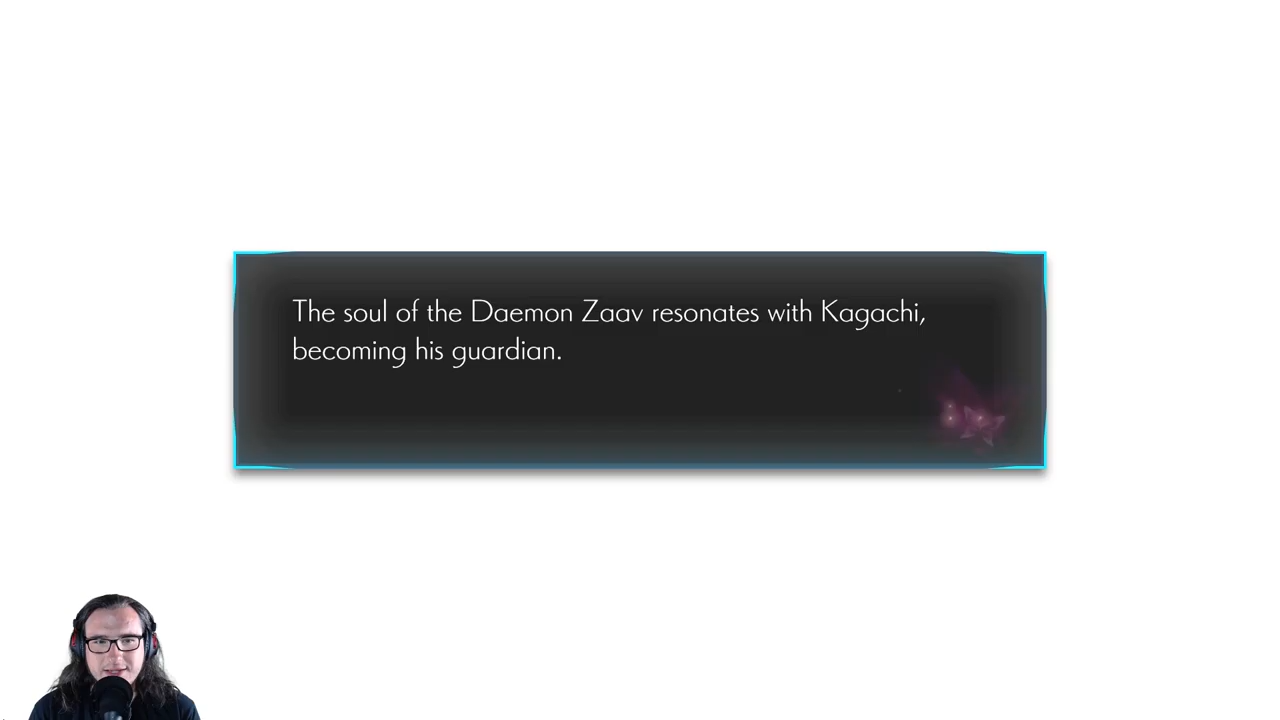 The soul of the Daemon Zaav resonates with Kagachi,
becoming his guardian.